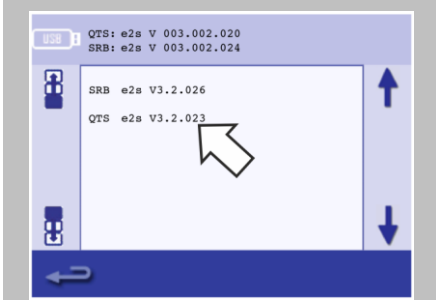 USB
QTS: e2s V 003.002.020
SRB: e2s V 003.002.024
SRB e2s V3.2.026
QTS e2s V3.2.023